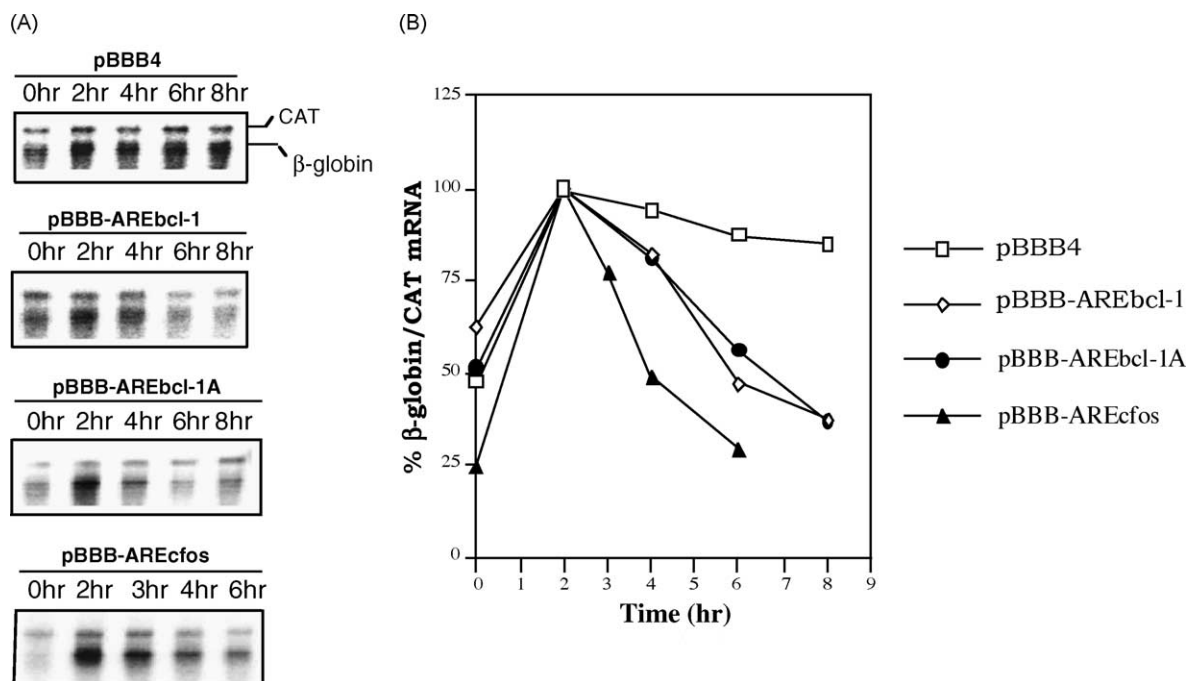 (A)
pBBB4
0hr 2hr 4hr 6hr 8hr
CAT
β-globin
pBBB-AREbcl-1
0hr 2hr 4hr 6hr 8hr
pBBB-AREbcl-1A
0hr 2hr 4hr 6hr 8hr
pBBB-AREcfos
0hr 2hr 3hr 4hr 6hr
(B)
% β-globin/CAT mRNA
125
100
75
50
25
0
0 1 2 3 4 5 6 7 8 9
Time (hr)
pBBB4
pBBB-AREbcl-1
pBBB-AREbcl-1A
pBBB-AREcfos